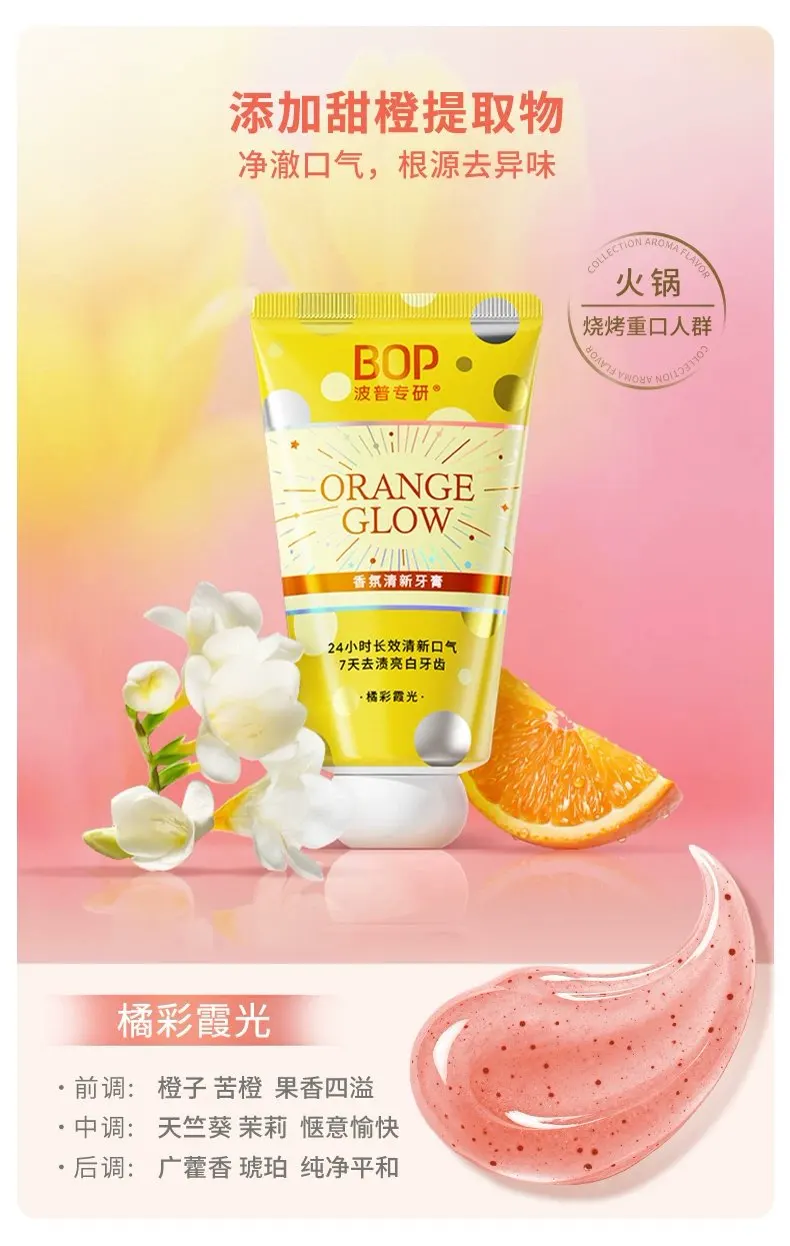 添加甜橙提取物
净澈口气，根源去异味
COLLECTION AROMA FLAVOR
火锅
烧烤重口人群
COLLECTION AROMA FLAVOR
BOP
波普专研®
ORANGE
GLOW
香氛清新牙膏
24小时长效清新口气
7天去渍亮白牙齿
·橘彩霞光·
橘彩霞光
·前调: 橙子 苦橙 果香四溢
·中调: 天竺葵 茉莉 惬意愉快
·后调: 广藿香 琥珀 纯净平和